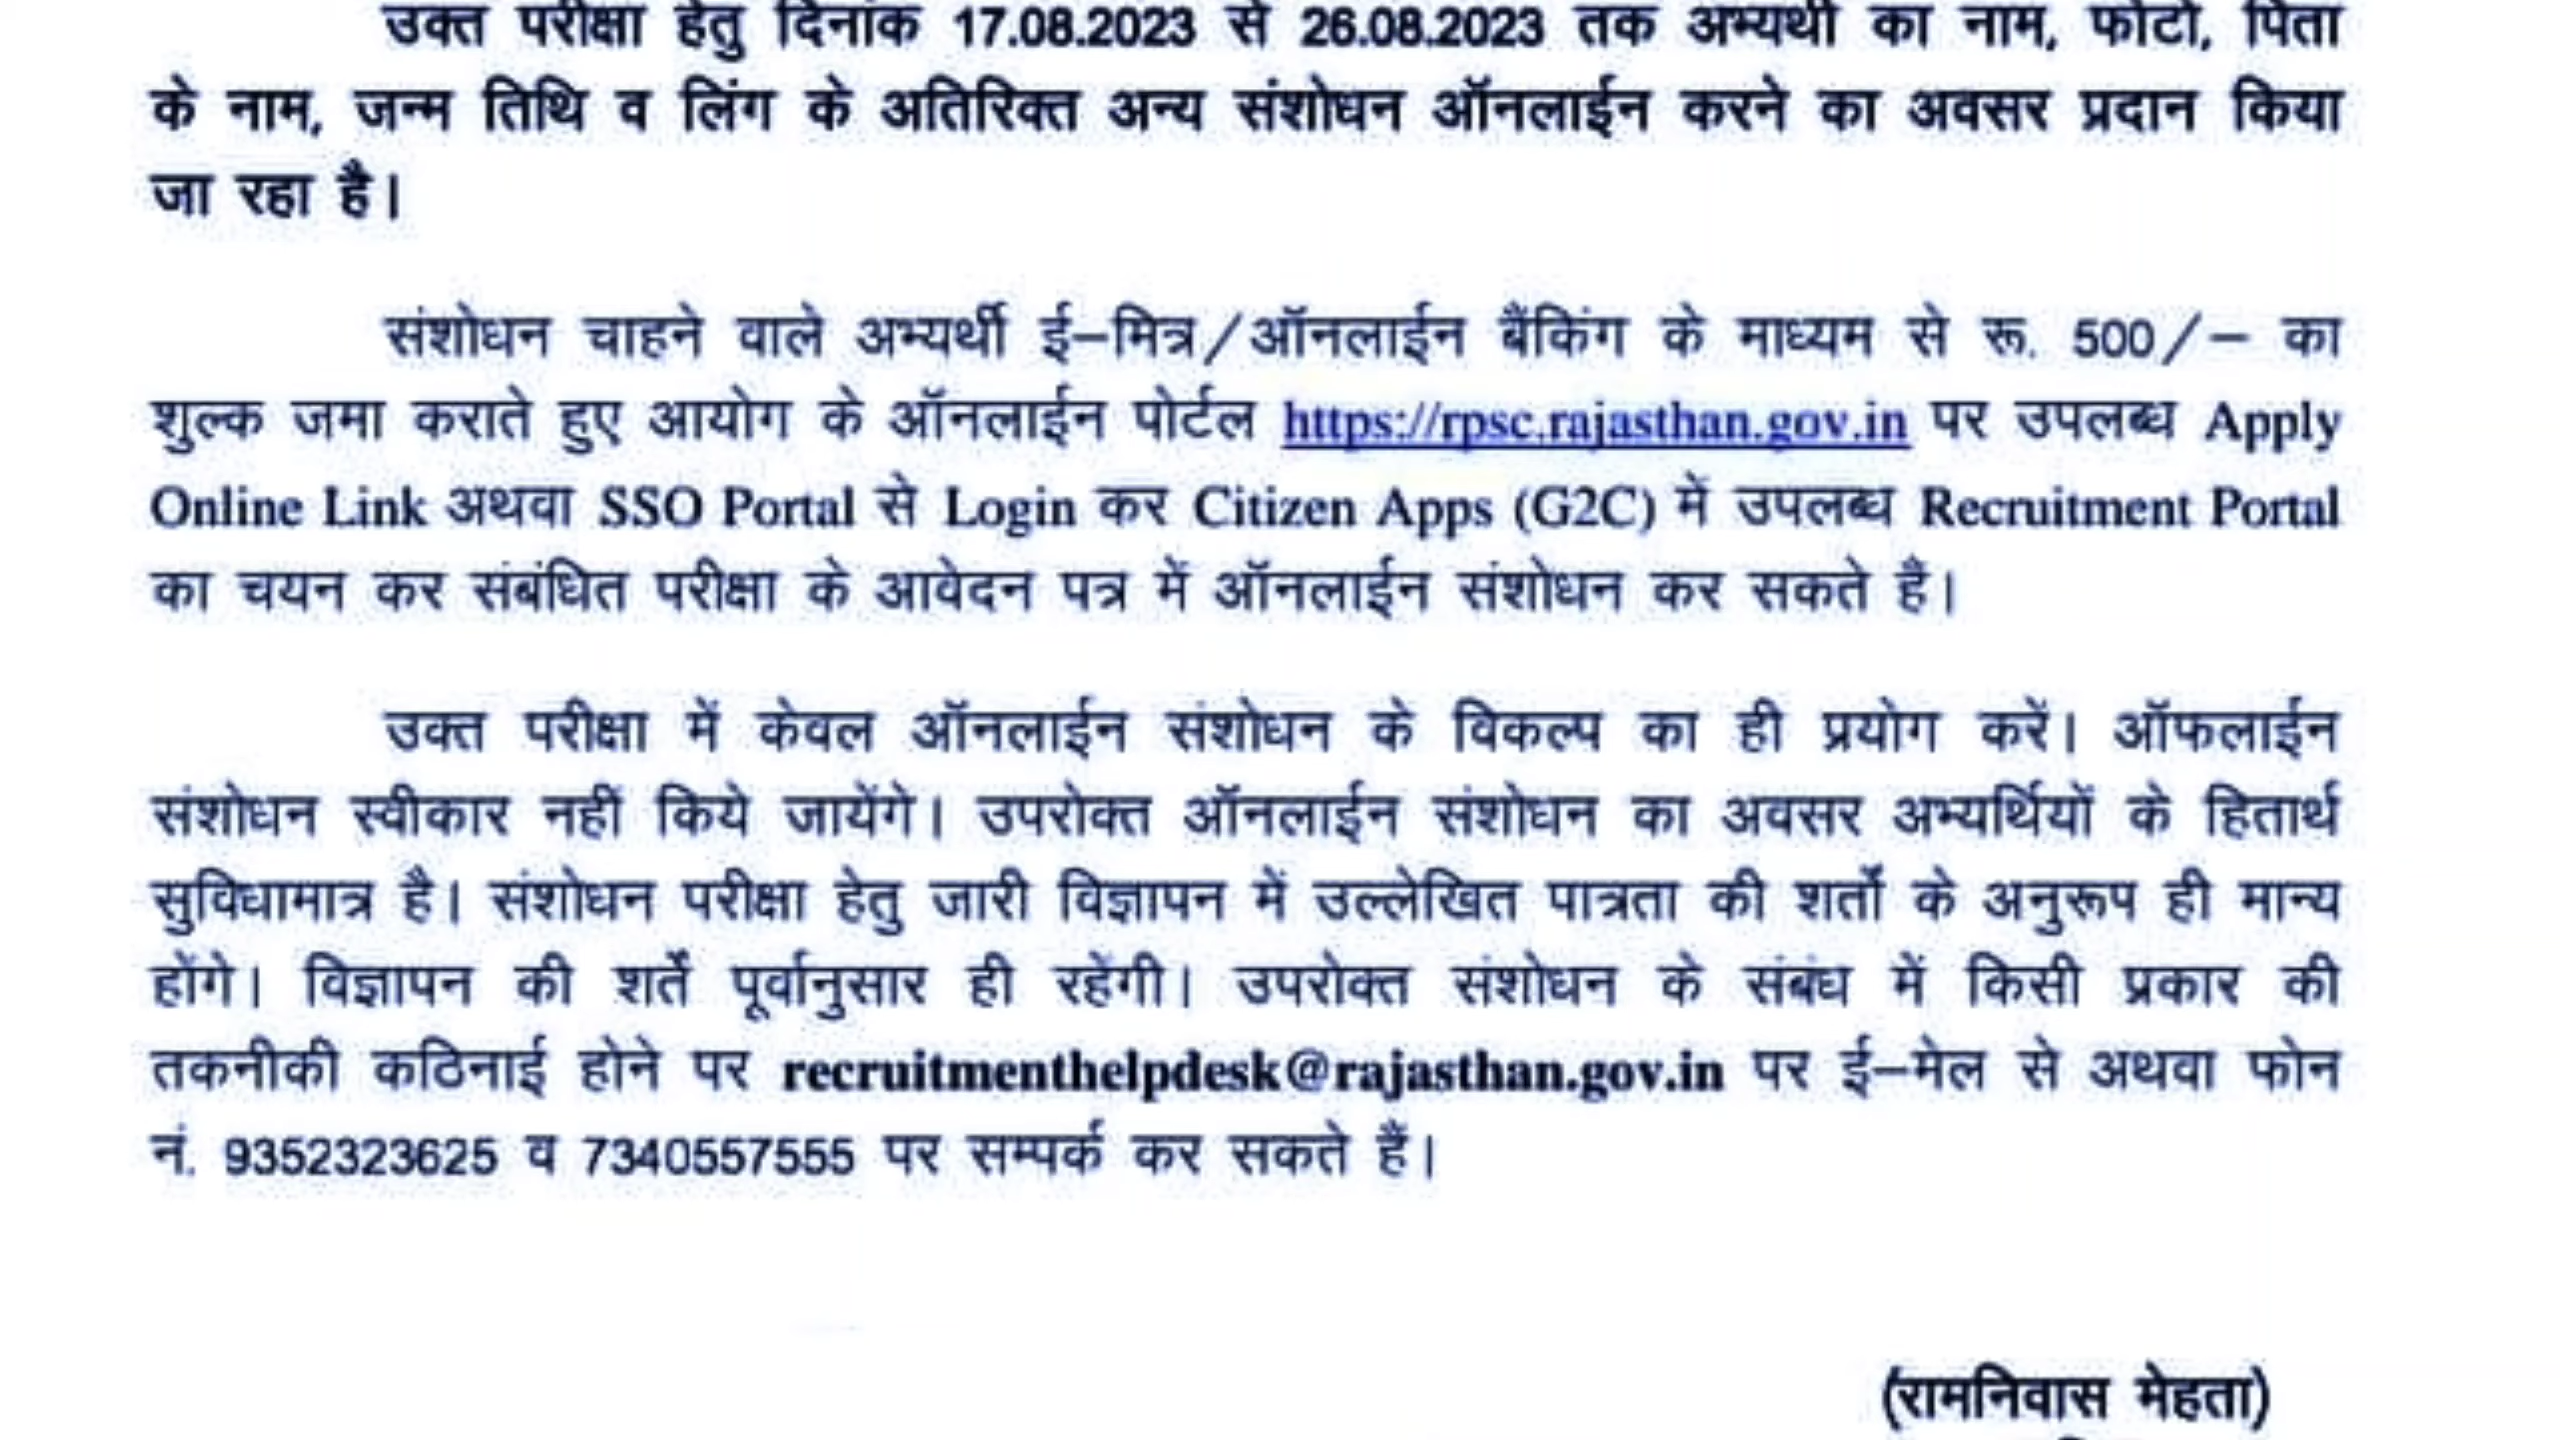 उक्त परीक्षा हेतु दिनांक 17.08.2023 से 26.08.2023 तक अभ्यर्थी का नाम, फोटो, पिता
के नाम, जन्म तिथि व लिंग के अतिरिक्त अन्य संशोधन ऑनलाईन करने का अवसर प्रदान किया
जा रहा है।
संशोधन चाहने वाले अभ्यर्थी ई–मित्र/ऑनलाईन बैंकिंग के माध्यम से रू. 500/– का
शुल्क जमा कराते हुए आयोग के ऑनलाईन पोर्टल https://rpsc.rajasthan.gov.in पर उपलब्ध Apply
Online Link अथवा SSO Portal से Login कर Citizen Apps (G2C) में उपलब्ध Recruitment Portal
का चयन कर संबंधित परीक्षा के आवेदन पत्र में ऑनलाईन संशोधन कर सकते है।
उक्त परीक्षा में केवल ऑनलाईन संशोधन के विकल्प का ही प्रयोग करें। ऑफलाईन
संशोधन स्वीकार नहीं किये जायेंगे। उपरोक्त ऑनलाईन संशोधन का अवसर अभ्यर्थियों के हितार्थ
सुविधामात्र है। संशोधन परीक्षा हेतु जारी विज्ञापन में उल्लेखित पात्रता की शर्तो के अनुरूप ही मान्य
होंगे। विज्ञापन की शर्ते पूर्वानुसार ही रहेंगी। उपरोक्त संशोधन के संबंध में किसी प्रकार की
तकनीकी कठिनाई होने पर recruitmenthelpdesk@rajasthan.gov.in पर ई–मेल से अथवा फोन
नं. 9352323625 व 7340557555 पर सम्पर्क कर सकते हैं।
(रामनिवास मेहता)